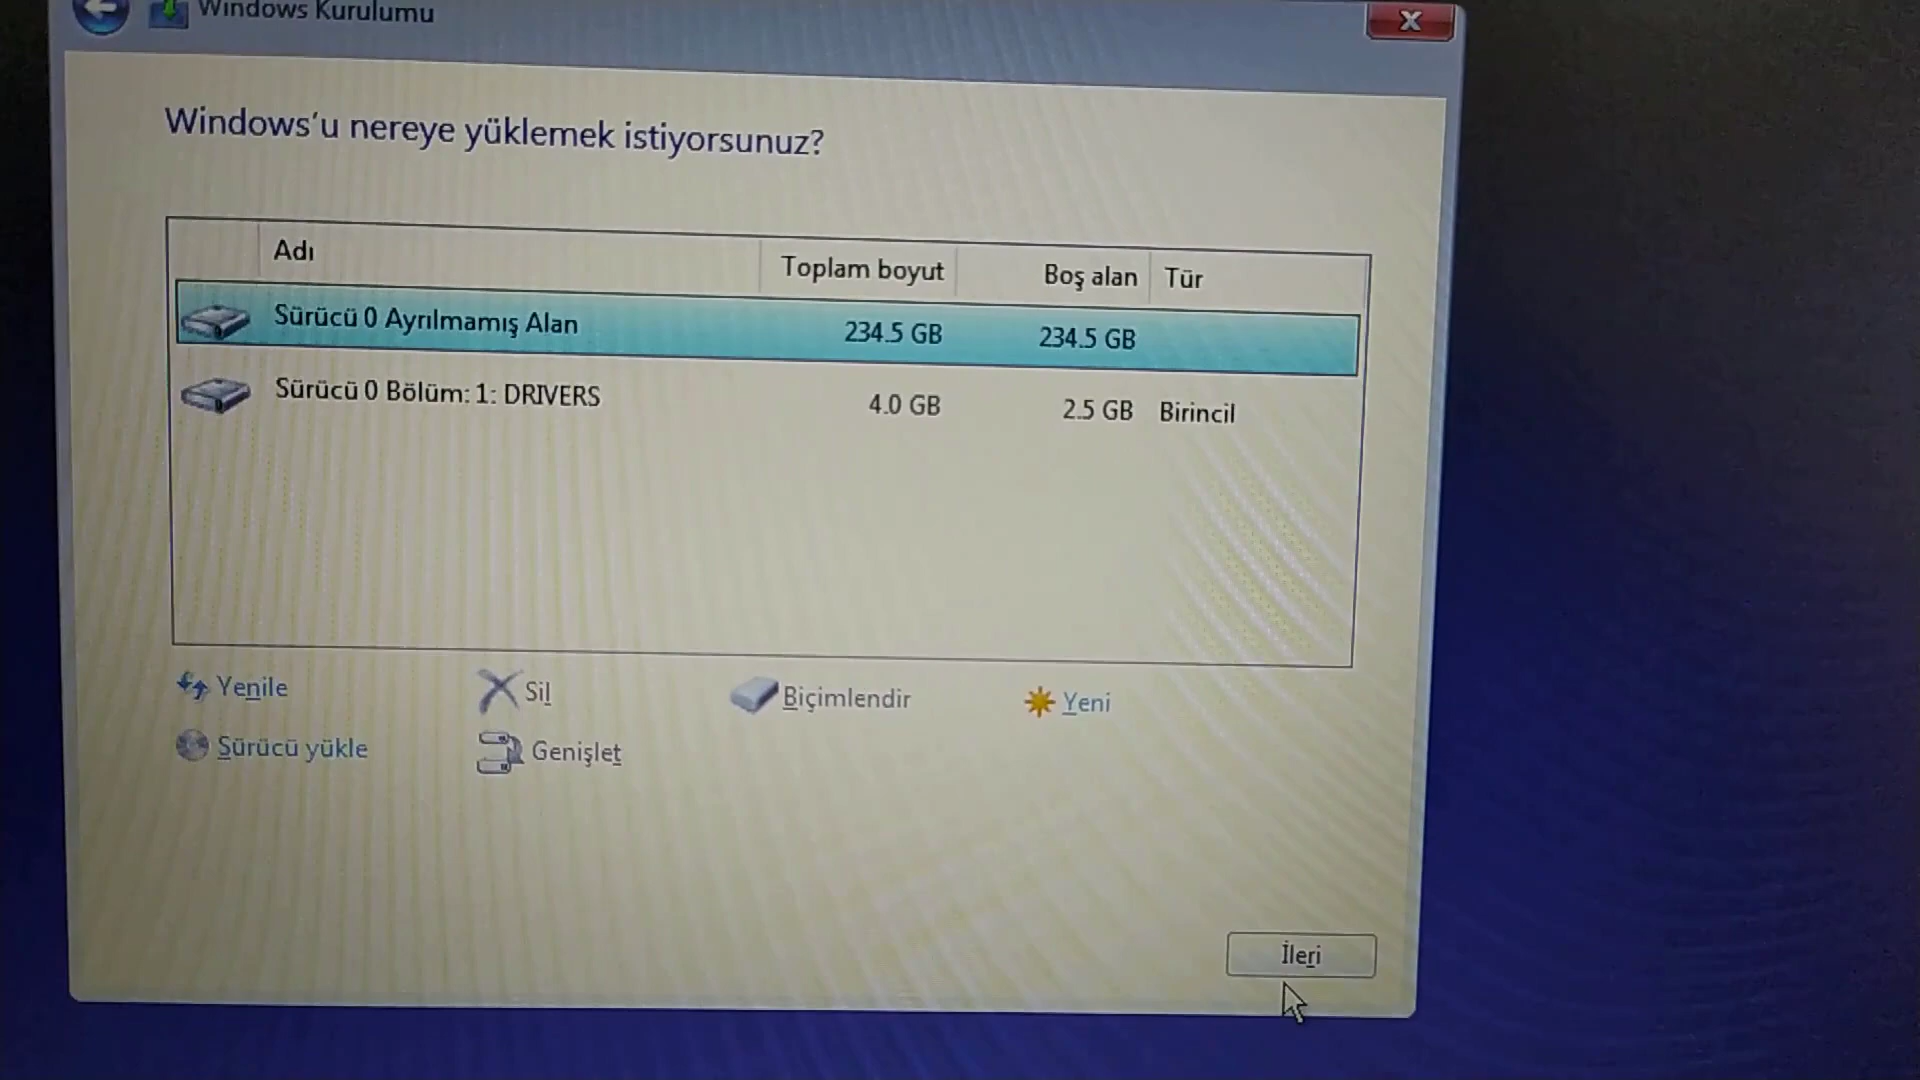 Windows Kurulumu
X
Windows'u nereye yüklemek istiyorsunuz?
Adı Toplam boyut Boş alan Tür
Sürücü 0 Ayrılmamış Alan 234.5 GB 234.5 GB
Sürücü 0 Bölüm: 1: DRIVERS 4.0 GB 2.5 GB Birincil
Yenile Sil Biçimlendir Yeni
Sürücü yükle Genişlet
İleri